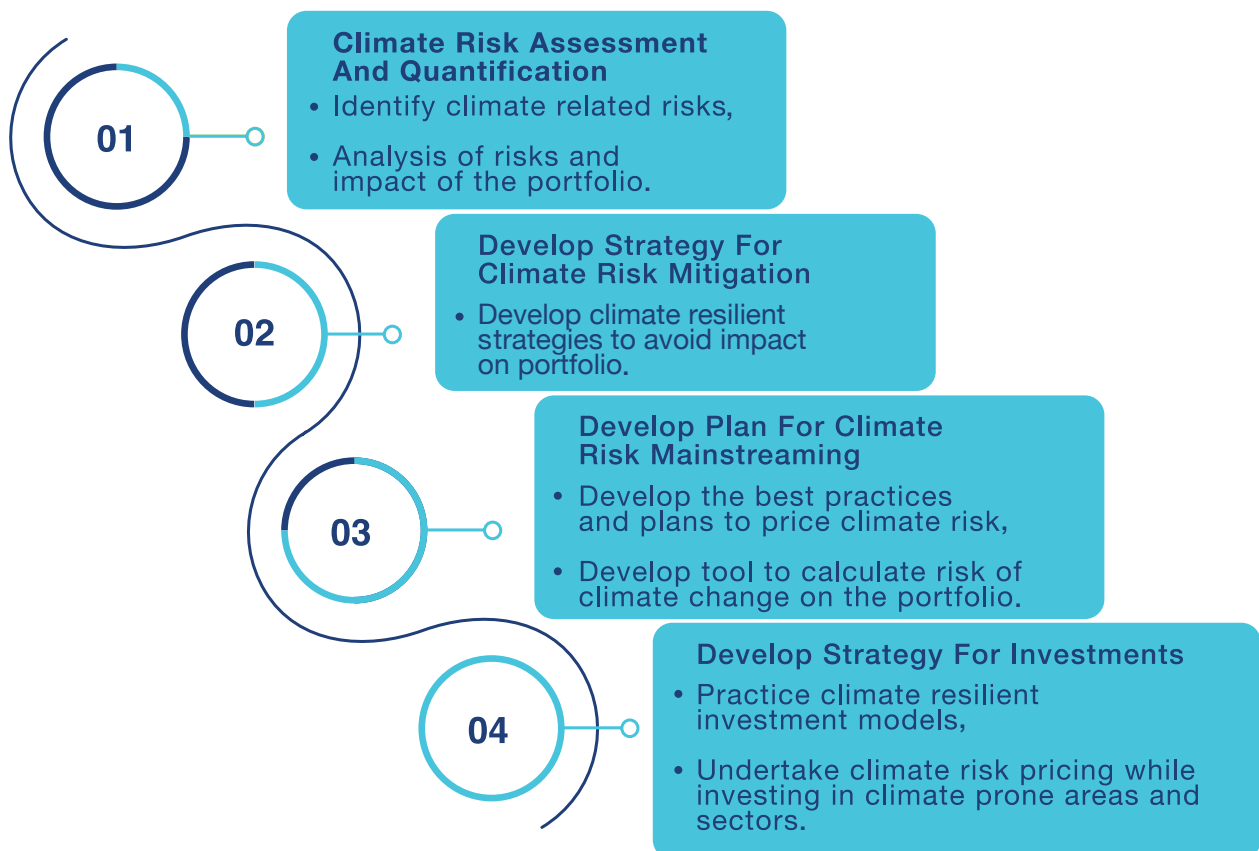 01
Climate Risk Assessment
And Quantification
• Identify climate related risks,
• Analysis of risks and
impact of the portfolio.
02
Develop Strategy For
Climate Risk Mitigation
• Develop climate resilient
strategies to avoid impact
on portfolio.
03
Develop Plan For Climate
Risk Mainstreaming
• Develop the best practices
and plans to price climate risk,
• Develop tool to calculate risk of
climate change on the portfolio.
04
Develop Strategy For Investments
• Practice climate resilient
investment models,
• Undertake climate risk pricing while
investing in climate prone areas and
sectors.